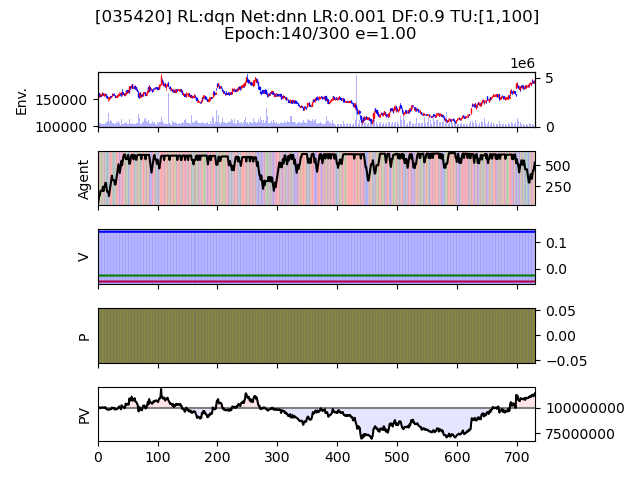 [035420] RL:dqn Net:dnn LR:0.001 DF:0.9 TU:[1,100]
Epoch:140/300 e=1.00
1e6
Env.
150000
100000
5
0
Agent
500
250
V
0.1
0.0
P
0.05
0.00
−0.05
PV
100000000
75000000
0 100 200 300 400 500 600 700